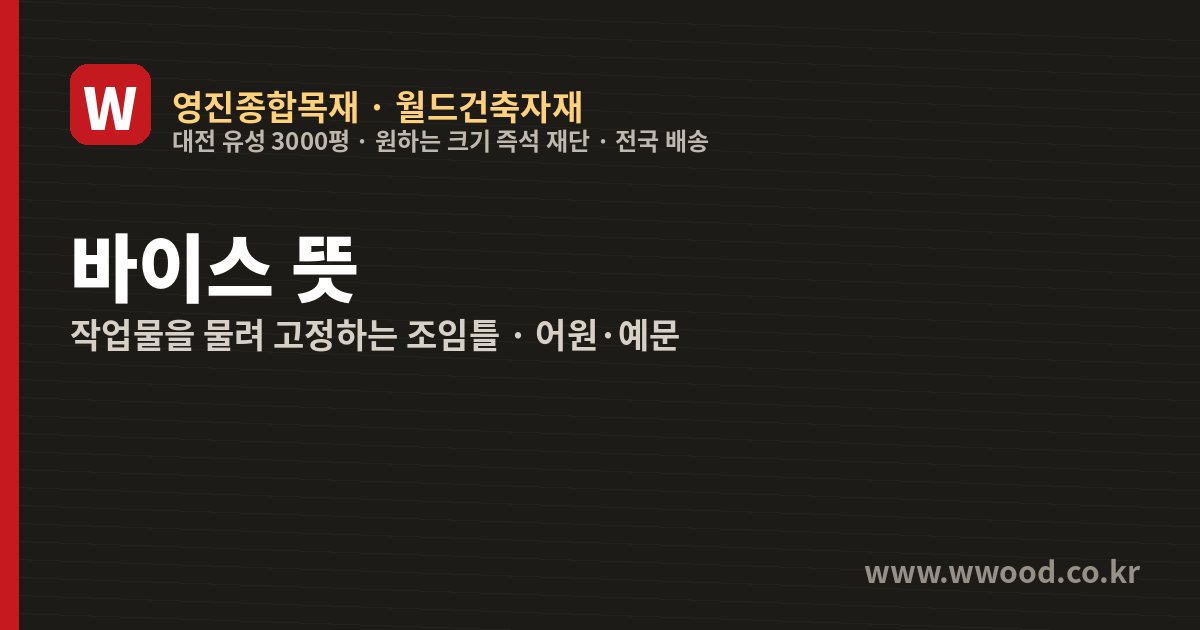 W
영진종합목재 · 월드건축자재
대전 유성 3000평 · 원하는 크기 즉석 재단 · 전국 배송
바이스 뜻
작업물을 물려 고정하는 조임틀 · 어원·예문
www.wwood.co.kr